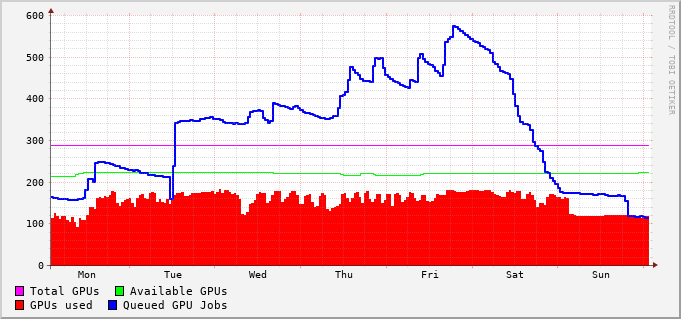 600
500
400
300
200
100
0
Mon Tue Wed Thu Fri Sat Sun
Total GPUs Available GPUs
GPUs used Queued GPU Jobs
RRDTOOL / TOBI OETIKER